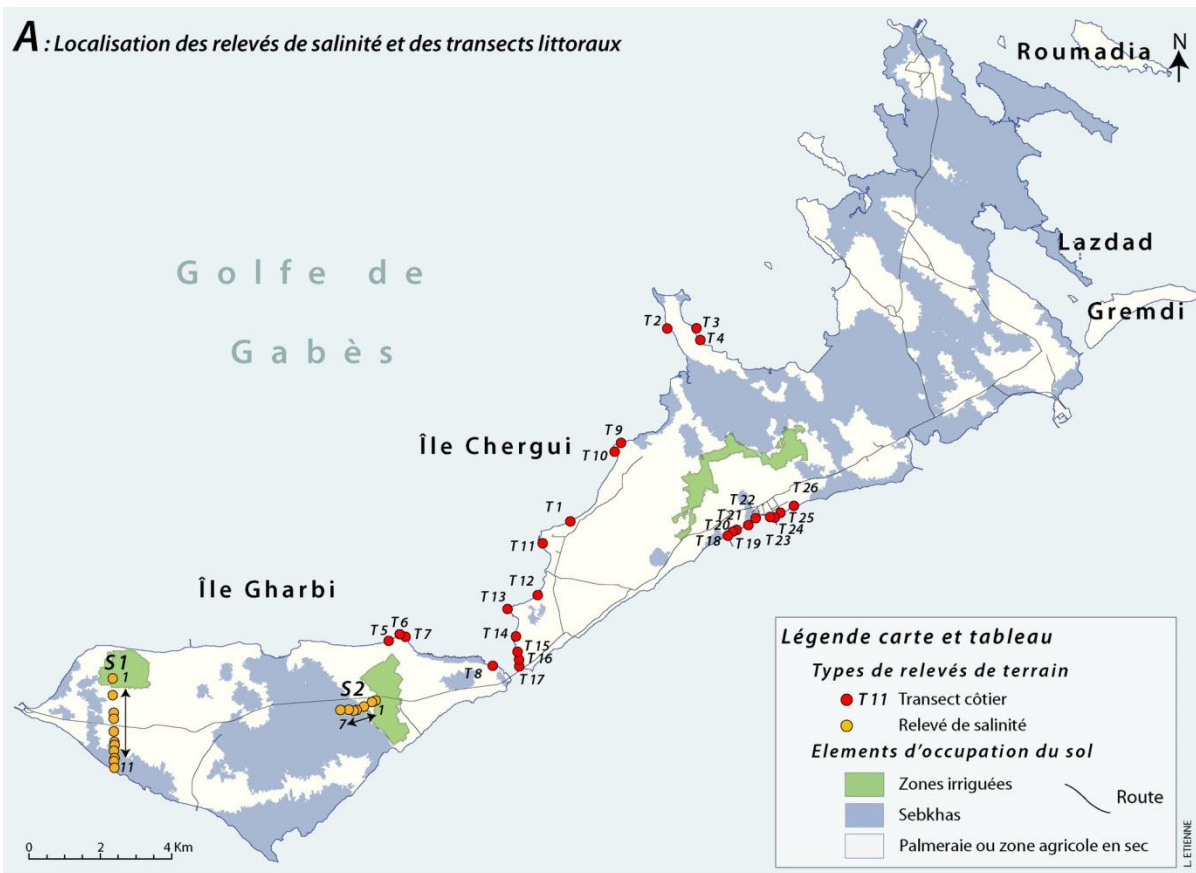 A : Localisation des relevés de salinité et des transects littoraux
Roumadia
N
Lazdad
Gremdi
Golfe de
Gabès
T2
T3
T4
Île Chergui
T9
T10
T1
T11
T12
T13
T14
T15
T16
T17
T26
T22
T21
T20
T18
T19
T23
T24
T25
Île Gharbi
T5
T6
T7
T8
S1
1
11
S2
1
7
0 2 4 Km
Légende carte et tableau
Types de relevés de terrain
T11 Transect côtier
Relevé de salinité
Elements d'occupation du sol
Zones irriguées
Route
Sebkhas
Palmeraie ou zone agricole en sec
L. ETIENNE